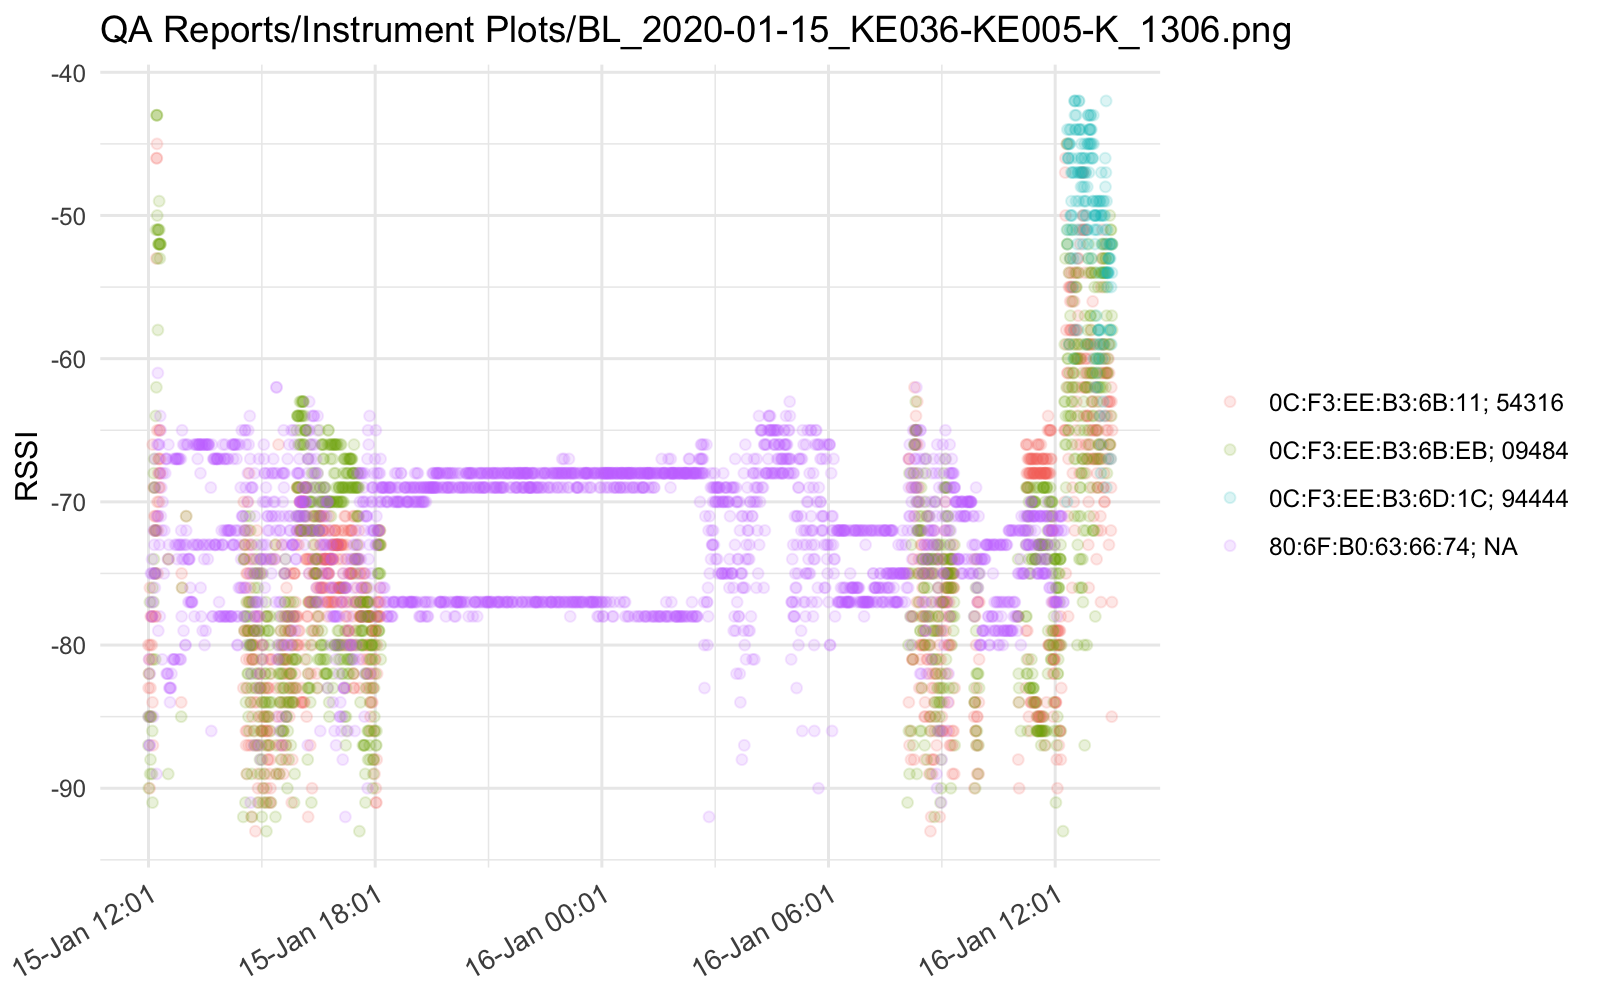 QA Reports/Instrument Plots/BL_2020-01-15_KE036-KE005-K_1306.png
-40
-50
-60
-70
-80
-90
RSSI
15-Jan 12:01
15-Jan 18:01
16-Jan 00:01
16-Jan 06:01
16-Jan 12:01
0C:F3:EE:B3:6B:11; 54316
0C:F3:EE:B3:6B:EB; 09484
0C:F3:EE:B3:6D:1C; 94444
80:6F:B0:63:66:74; NA